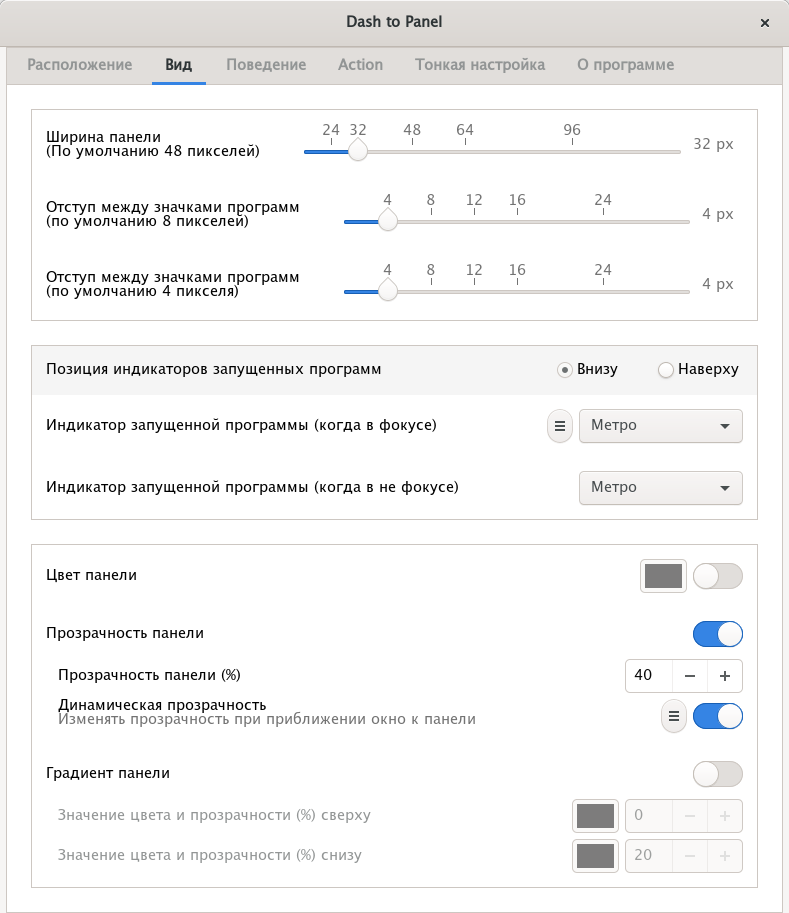 Dash to Panel
Расположение Вид Поведение Action Тонкая настройка О программе
24 32 48 64 96
Ширина панели
(По умолчанию 48 пикселей)
32 px
4 8 12 16 24
Отступ между значками программ
(по умолчанию 8 пикселей)
4 px
4 8 12 16 24
Отступ между значками программ
(по умолчанию 4 пикселя)
4 px
Позиция индикаторов запущенных программ Внизу Наверху
Индикатор запущенной программы (когда в фокусе) Метро
Индикатор запущенной программы (когда в не фокусе) Метро
Цвет панели
Прозрачность панели
Прозрачность панели (%) 40 − +
Динамическая прозрачность
Изменять прозрачность при приближении окно к панели
Градиент панели
Значение цвета и прозрачности (%) сверху 0 − +
Значение цвета и прозрачности (%) снизу 20 − +